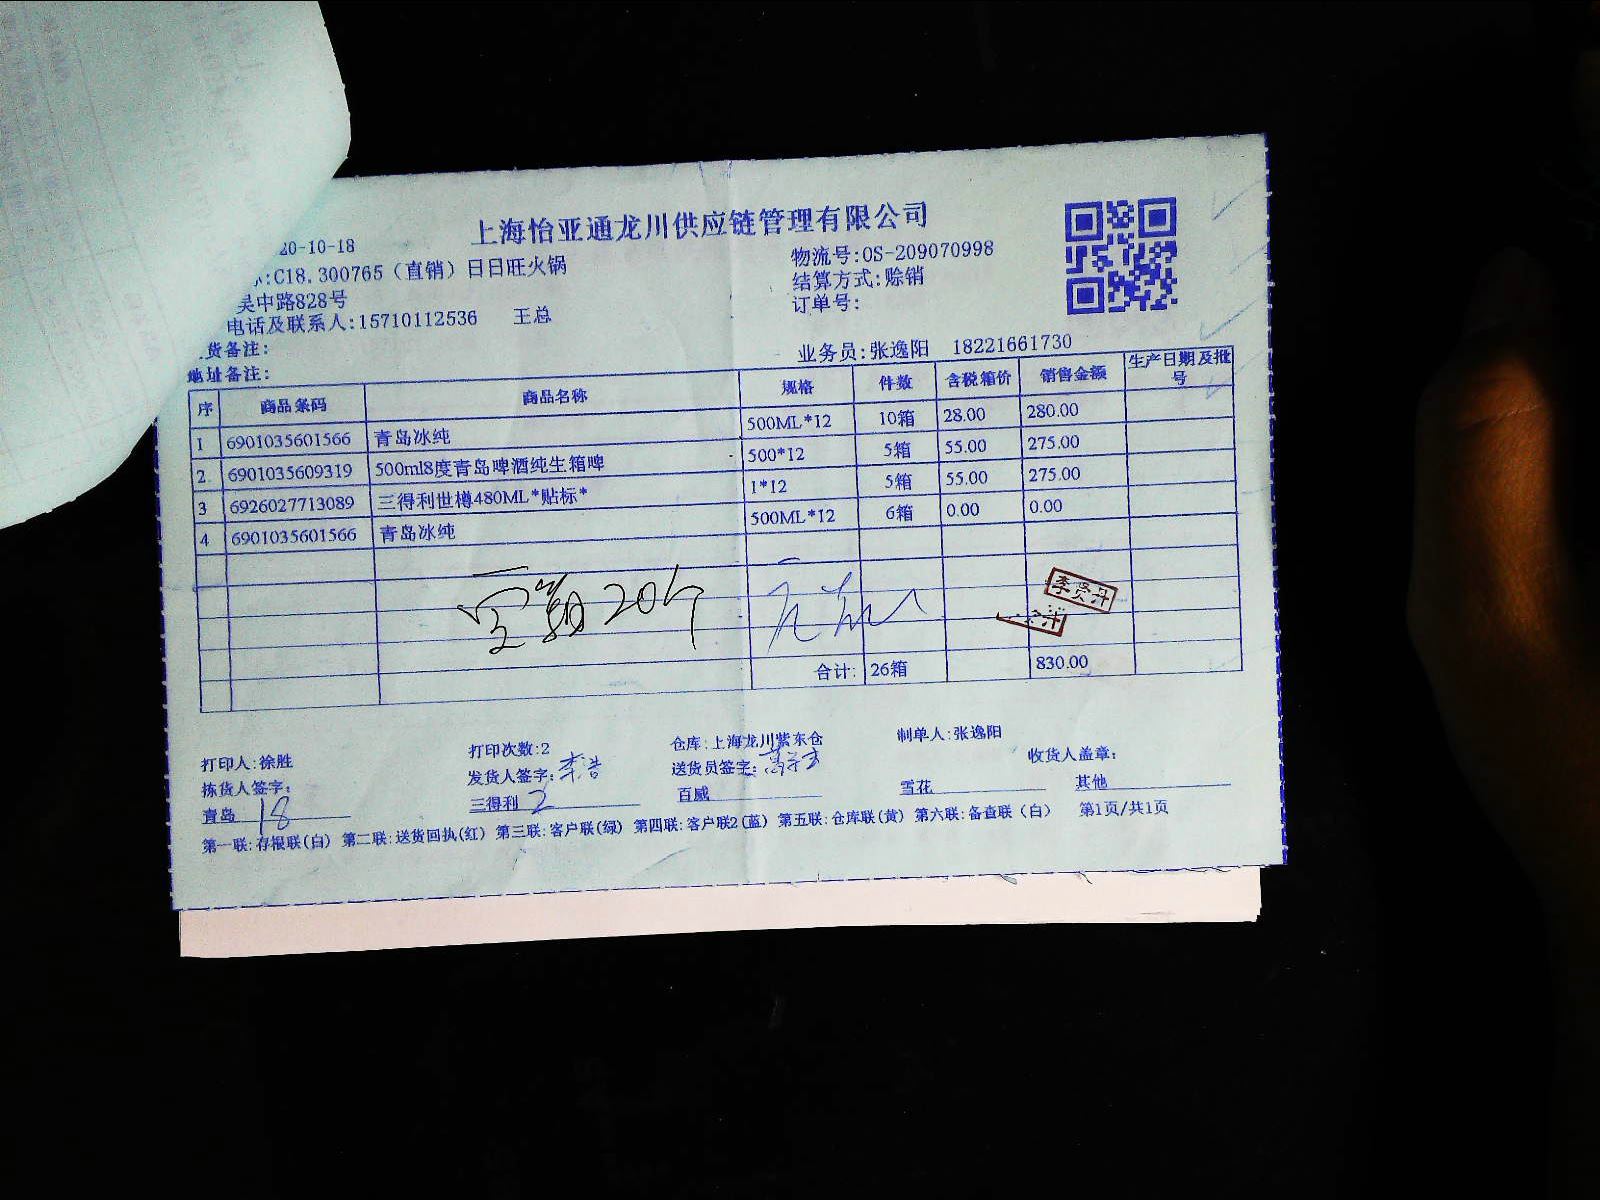 上海怡亚通龙川供应链管理有限公司
20-10-18
物流号:OS-209070998
:C18.300765（直销）日日旺火锅
结算方式:赊销
吴中路828号
订单号:
电话及联系人:15710112536 王总
货备注:
业务员:张逸阳 18221661730
地址备注:
序 商品条码 商品名称 规格 件数 含税箱价 销售金额 生产日期及批号
1 6901035601566 青岛冰纯 500ML*12 10箱 28.00 280.00
2 6901035609319 500ml8度青岛啤酒纯生箱啤 500*12 5箱 55.00 275.00
3 6926027713089 三得利世樽480ML*贴标* 1*12 5箱 55.00 275.00
4 6901035601566 青岛冰纯 500ML*12 6箱 0.00 0.00
20个
李贤汁
汁
合计: 26箱 830.00
打印人:徐胜 打印次数:2 仓库:上海龙川紫东仓 制单人:张逸阳
拣货人签字: 发货人签字:李浩 送货员签字: 收货人盖章:
青岛 18 三得利 2 百威 雪花 其他
第一联:存根联(白) 第二联:送货回执(红) 第三联:客户联(绿) 第四联:客户联2(蓝) 第五联:仓库联(黄) 第六联:备查联（白） 第1页/共1页